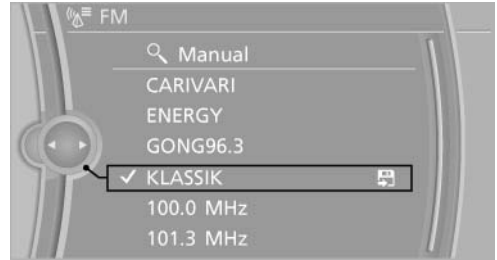 FM
Manual
CARIVARI
ENERGY
GONG96.3
KLASSIK
100.0 MHz
101.3 MHz